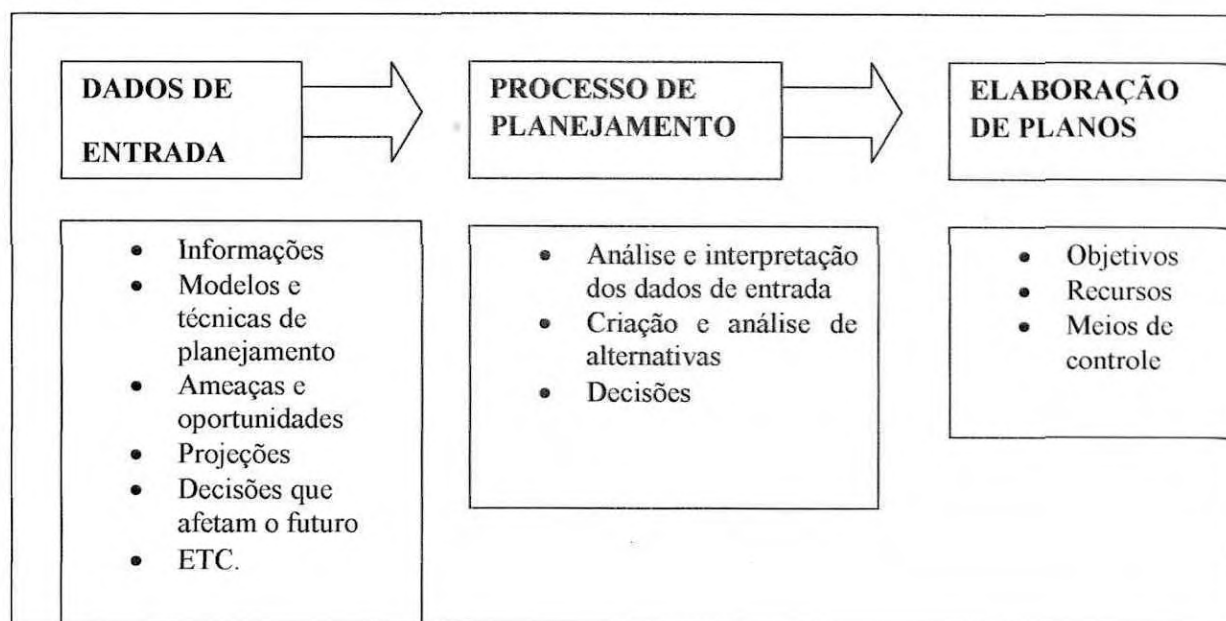 DADOS DE
ENTRADA
PROCESSO DE
PLANEJAMENTO
ELABORAÇÃO
DE PLANOS
• Informações
• Modelos e
técnicas de
planejamento
• Ameaças e
oportunidades
• Projeções
• Decisões que
afetam o futuro
• ETC.
• Análise e interpretação
dos dados de entrada
• Criação e análise de
alternativas
• Decisões
• Objetivos
• Recursos
• Meios de
controle